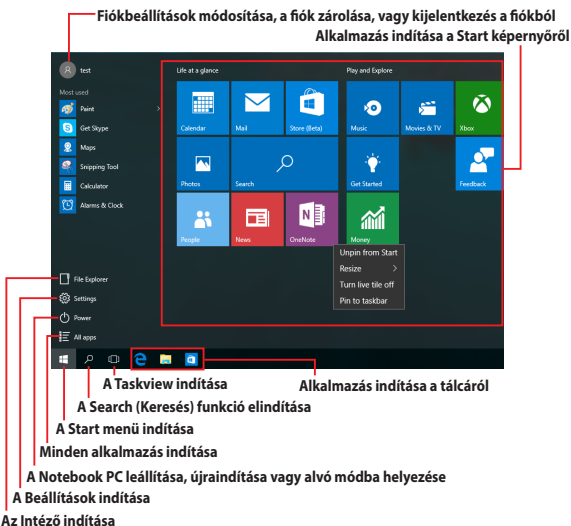 Fiókbeállítások módosítása, a fiók zárolása, vagy kijelentkezés a fiókból
Alkalmazás indítása a Start képernyőről
test
Most used
Paint
Get Skype
Maps
Snipping Tool
Calculator
Alarms & Clock
File Explorer
Settings
Power
All apps
Life at a glance
Calendar
Mail
Store (Beta)
Photos
Search
People
News
OneNote
Play and Explore
Music
Movies & TV
Xbox
Get Started
Feedback
Money
Unpin from Start
Resize
Turn live tile off
Pin to taskbar
A Taskview indítása
Alkalmazás indítása a tálcáról
A Search (Keresés) funkció elindítása
A Start menü indítása
Minden alkalmazás indítása
A Notebook PC leállítása, újraindítása vagy alvó módba helyezése
A Beállítások indítása
Az Intéző indítása